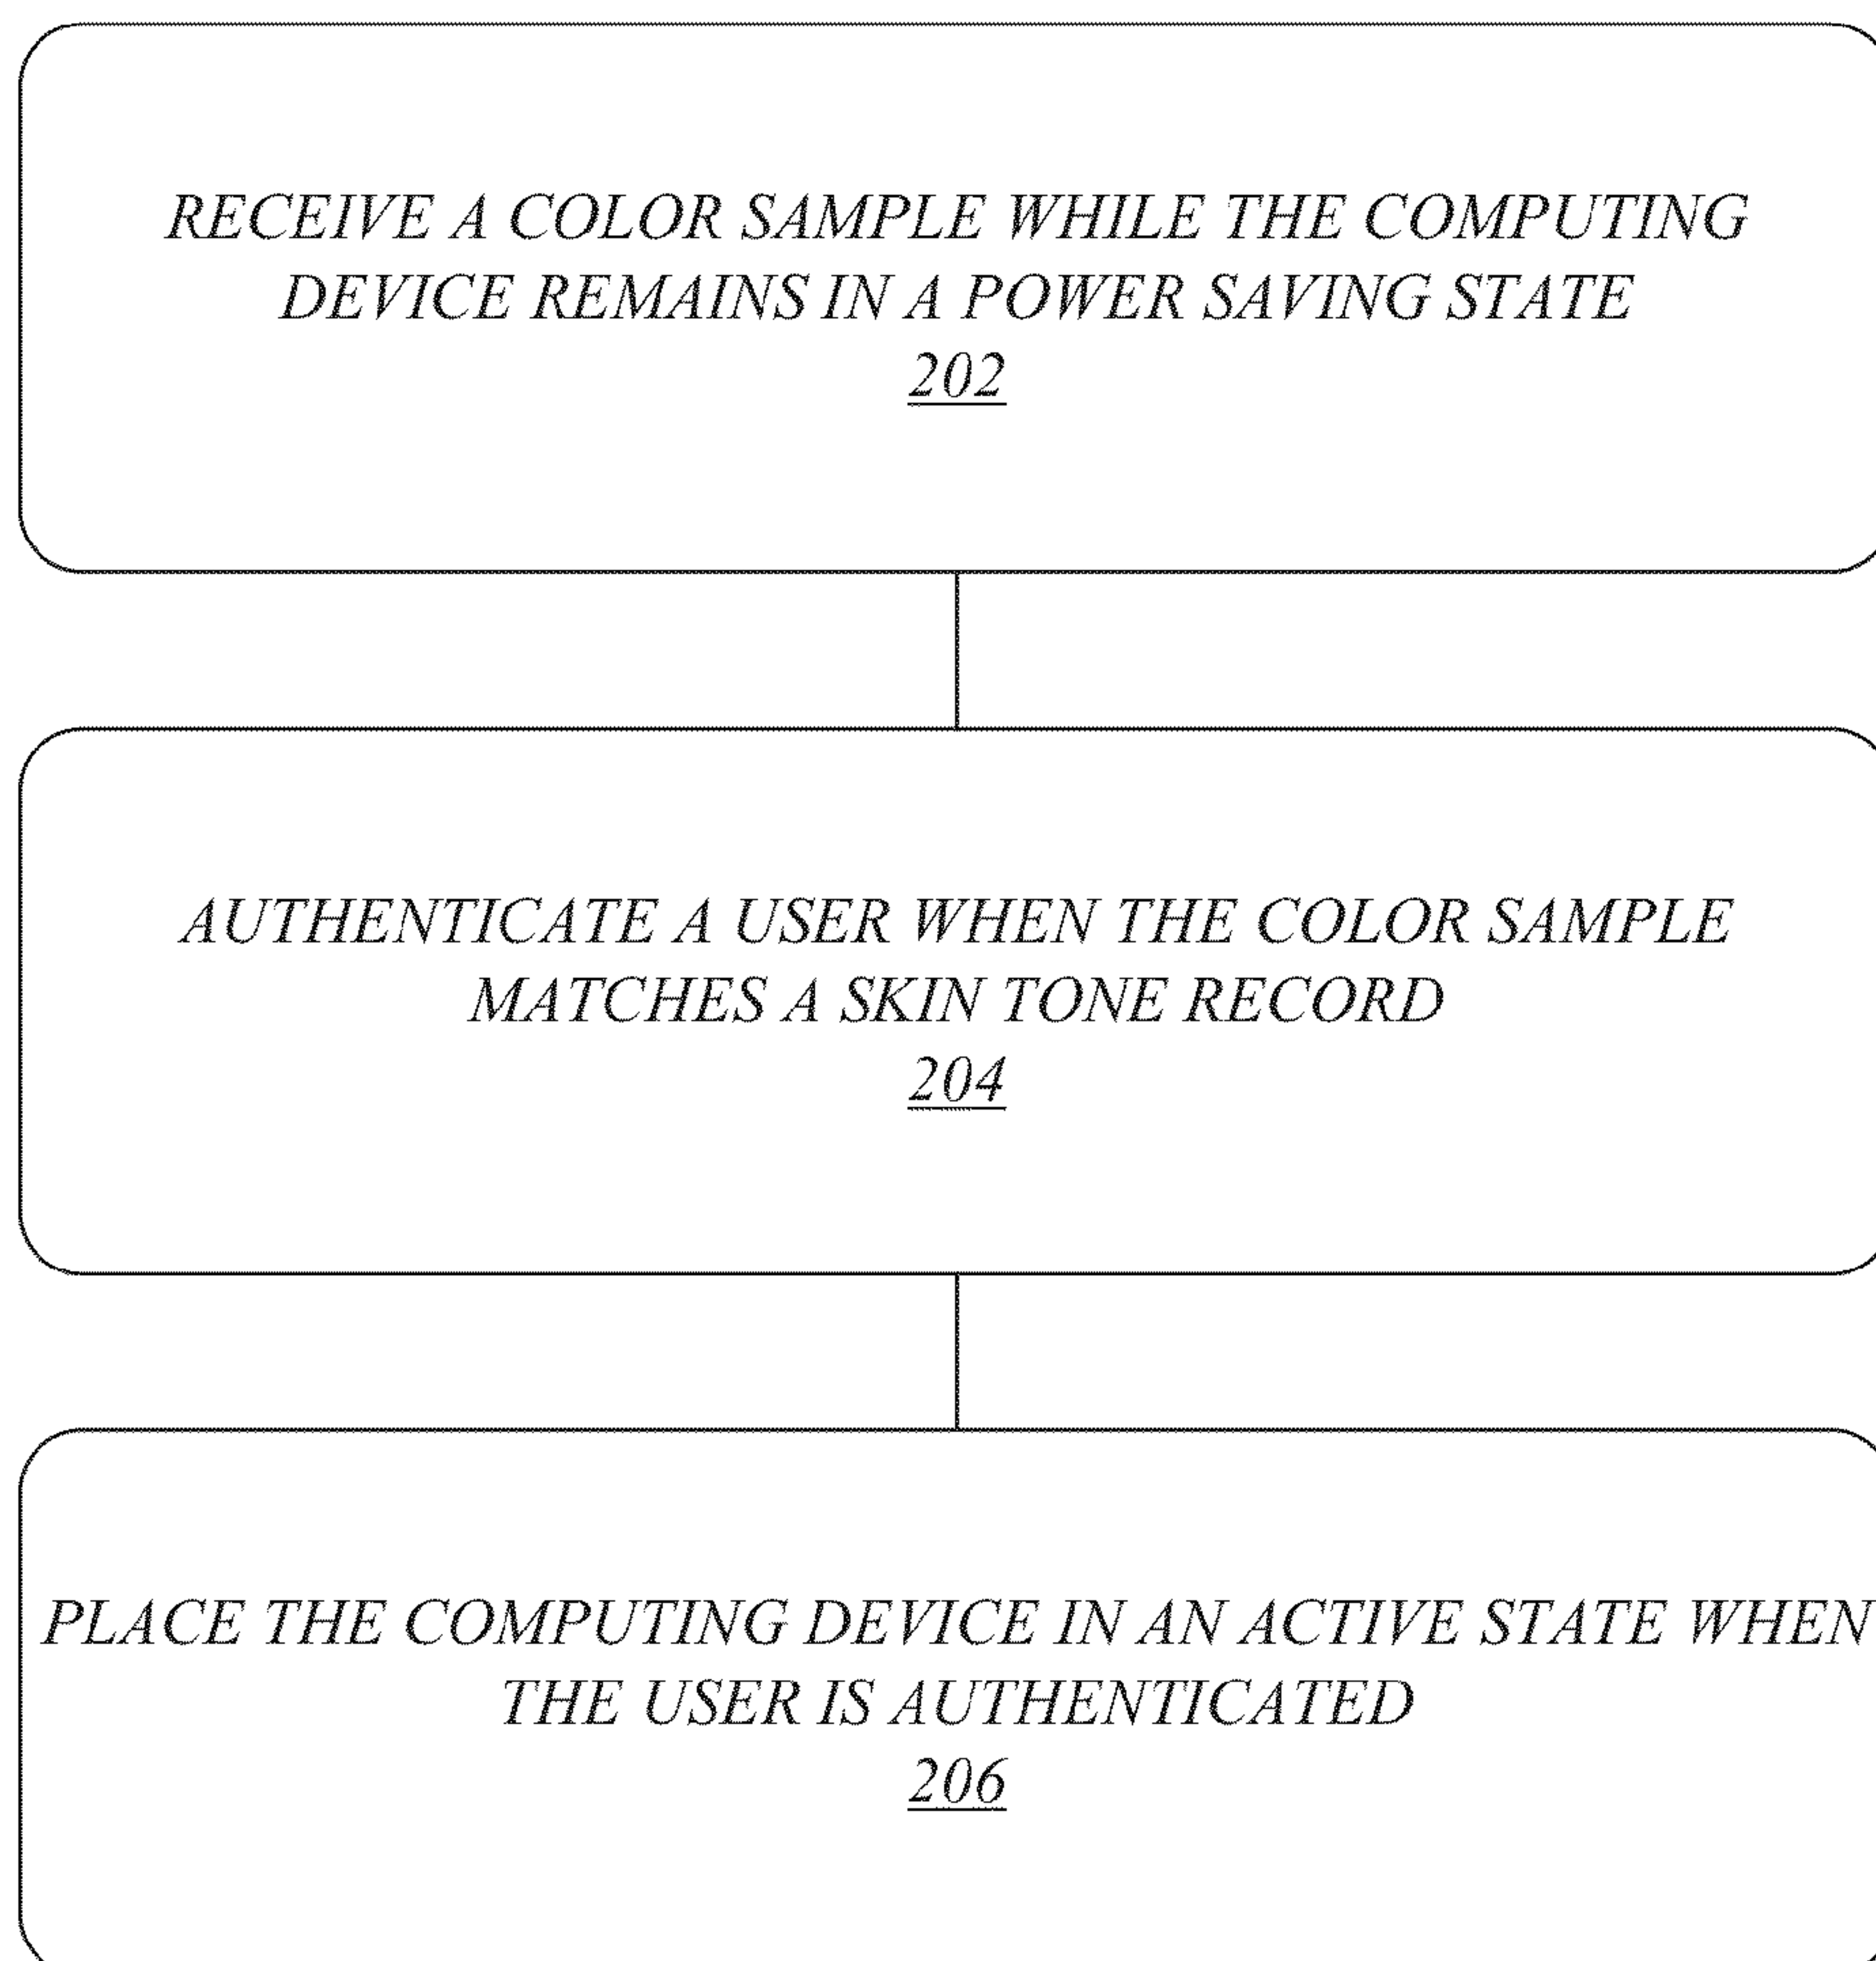 RECEIVE A COLOR SAMPLE WHILE THE COMPUTING
DEVICE REMAINS IN A POWER SAVING STATE
202
AUTHENTICATE A USER WHEN THE COLOR SAMPLE
MATCHES A SKIN TONE RECORD
204
PLACE THE COMPUTING DEVICE IN AN ACTIVE STATE WHEN
THE USER IS AUTHENTICATED
206